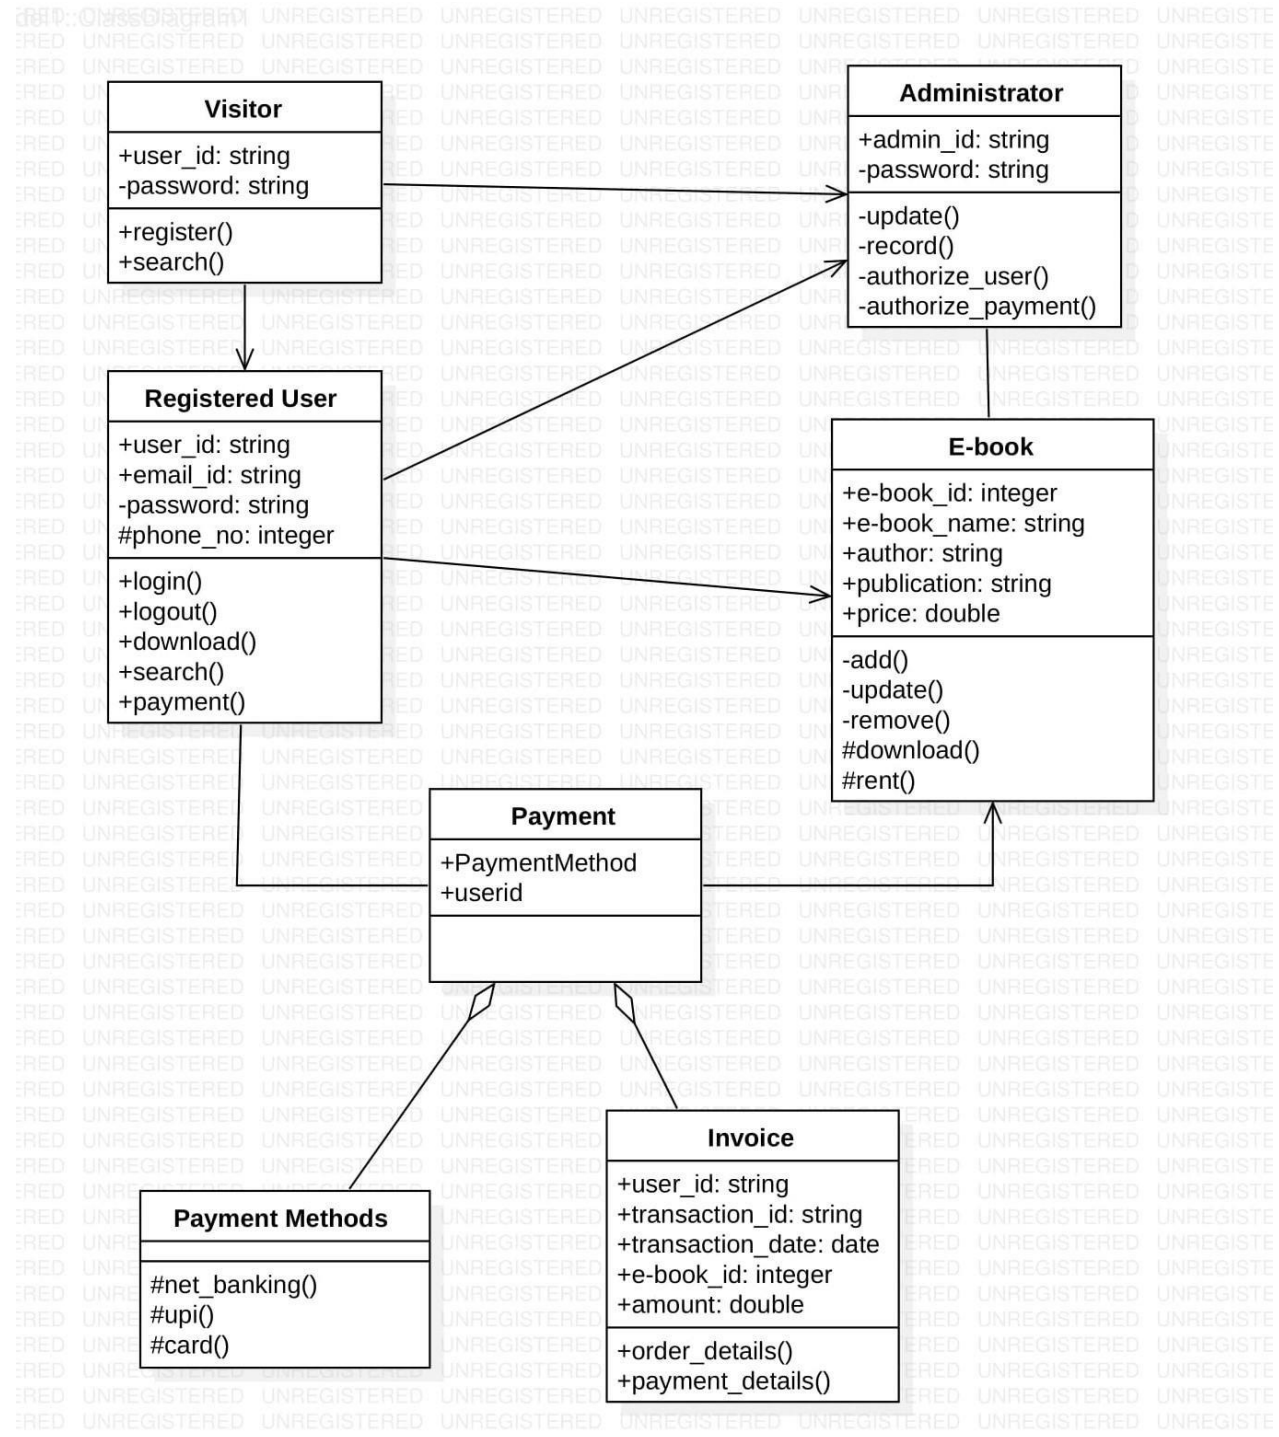 del::ClassDiagram1
Visitor
+user_id: string
-password: string
+register()
+search()
Administrator
+admin_id: string
-password: string
-update()
-record()
-authorize_user()
-authorize_payment()
Registered User
+user_id: string
+email_id: string
-password: string
#phone_no: integer
+login()
+logout()
+download()
+search()
+payment()
E-book
+e-book_id: integer
+e-book_name: string
+author: string
+publication: string
+price: double
-add()
-update()
-remove()
#download()
#rent()
Payment
+PaymentMethod
+userid
Payment Methods
#net_banking()
#upi()
#card()
Invoice
+user_id: string
+transaction_id: string
+transaction_date: date
+e-book_id: integer
+amount: double
+order_details()
+payment_details()
UNREGISTERED